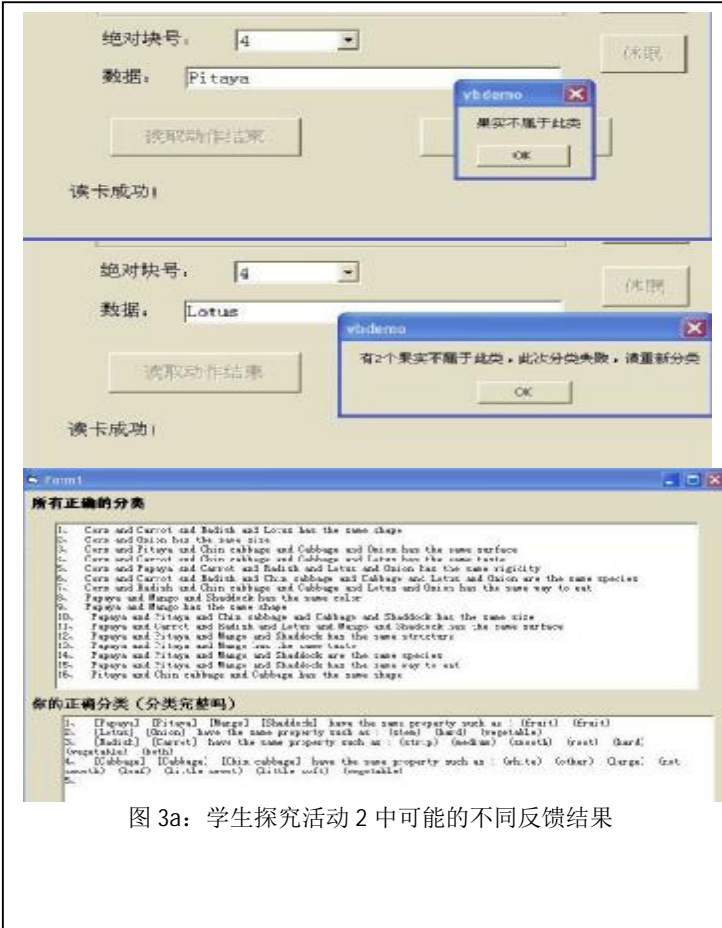 绝对块号： 4
休眠
数据： Pitaya
vbdemo
果实不属于此类
OK
读取动作结束
读卡成功！
绝对块号： 4
休眠
数据： Lotus
vbdemo
有2个果实不属于此类，此次分类失败，请重新分类
OK
读取动作结束
读卡成功！
Form1
所有正确的分类
1. Corn and Carrot and Radish and Lotus has the same shape
2. Corn and Onion has the same size
3. Corn and Pitaya and Chin cabbage and Cabbage and Onion has the same surface
4. Corn and Carrot and Chin cabbage and Cabbage and Lotus has the same taste
5. Corn and Papaya and Carrot and Radish and Lotus and Onion has the same rigidity
6. Corn and Carrot and Radish and Chin cabbage and Cabbage and Lotus and Onion are the same species
7. Corn and Radish and Chin cabbage and Cabbage and Lotus and Onion has the same way to eat
8. Papaya and Mango and Shaddock has the same color
9. Papaya and Mango has the same shape
10. Papaya and Pitaya and Chin cabbage and Cabbage and Shaddock has the same size
11. Papaya and Carrot and Radish and Lotus and Mango and Shaddock has the same surface
12. Papaya and Pitaya and Mango and Shaddock has the same structure
13. Papaya and Pitaya and Mango has the same taste
14. Papaya and Pitaya and Mango and Shaddock are the same species
15. Papaya and Pitaya and Mango and Shaddock has the same way to eat
16. Pitaya and Chin cabbage and Cabbage has the same shape
你的正确分类（分类完整吗）
1. [Papaya] [Pitaya] [Mango] [Shaddock] have the same property such as : (fruit) (fruit)
2. [Lotus] [Onion] have the same property such as : (stem) (hard) (vegetable)
3. [Radish] [Carrot] have the same property such as : (strip) (medium) (smooth) (root) (hard)
(vegetable) (both)
4. [Cabbage] [Cabbage] [Chin cabbage] have the same property such as : (white) (other) (large) (not
smooth) (leaf) (little sweet) (little soft) (vegetable)
5.
图 3a：学生探究活动 2 中可能的不同反馈结果